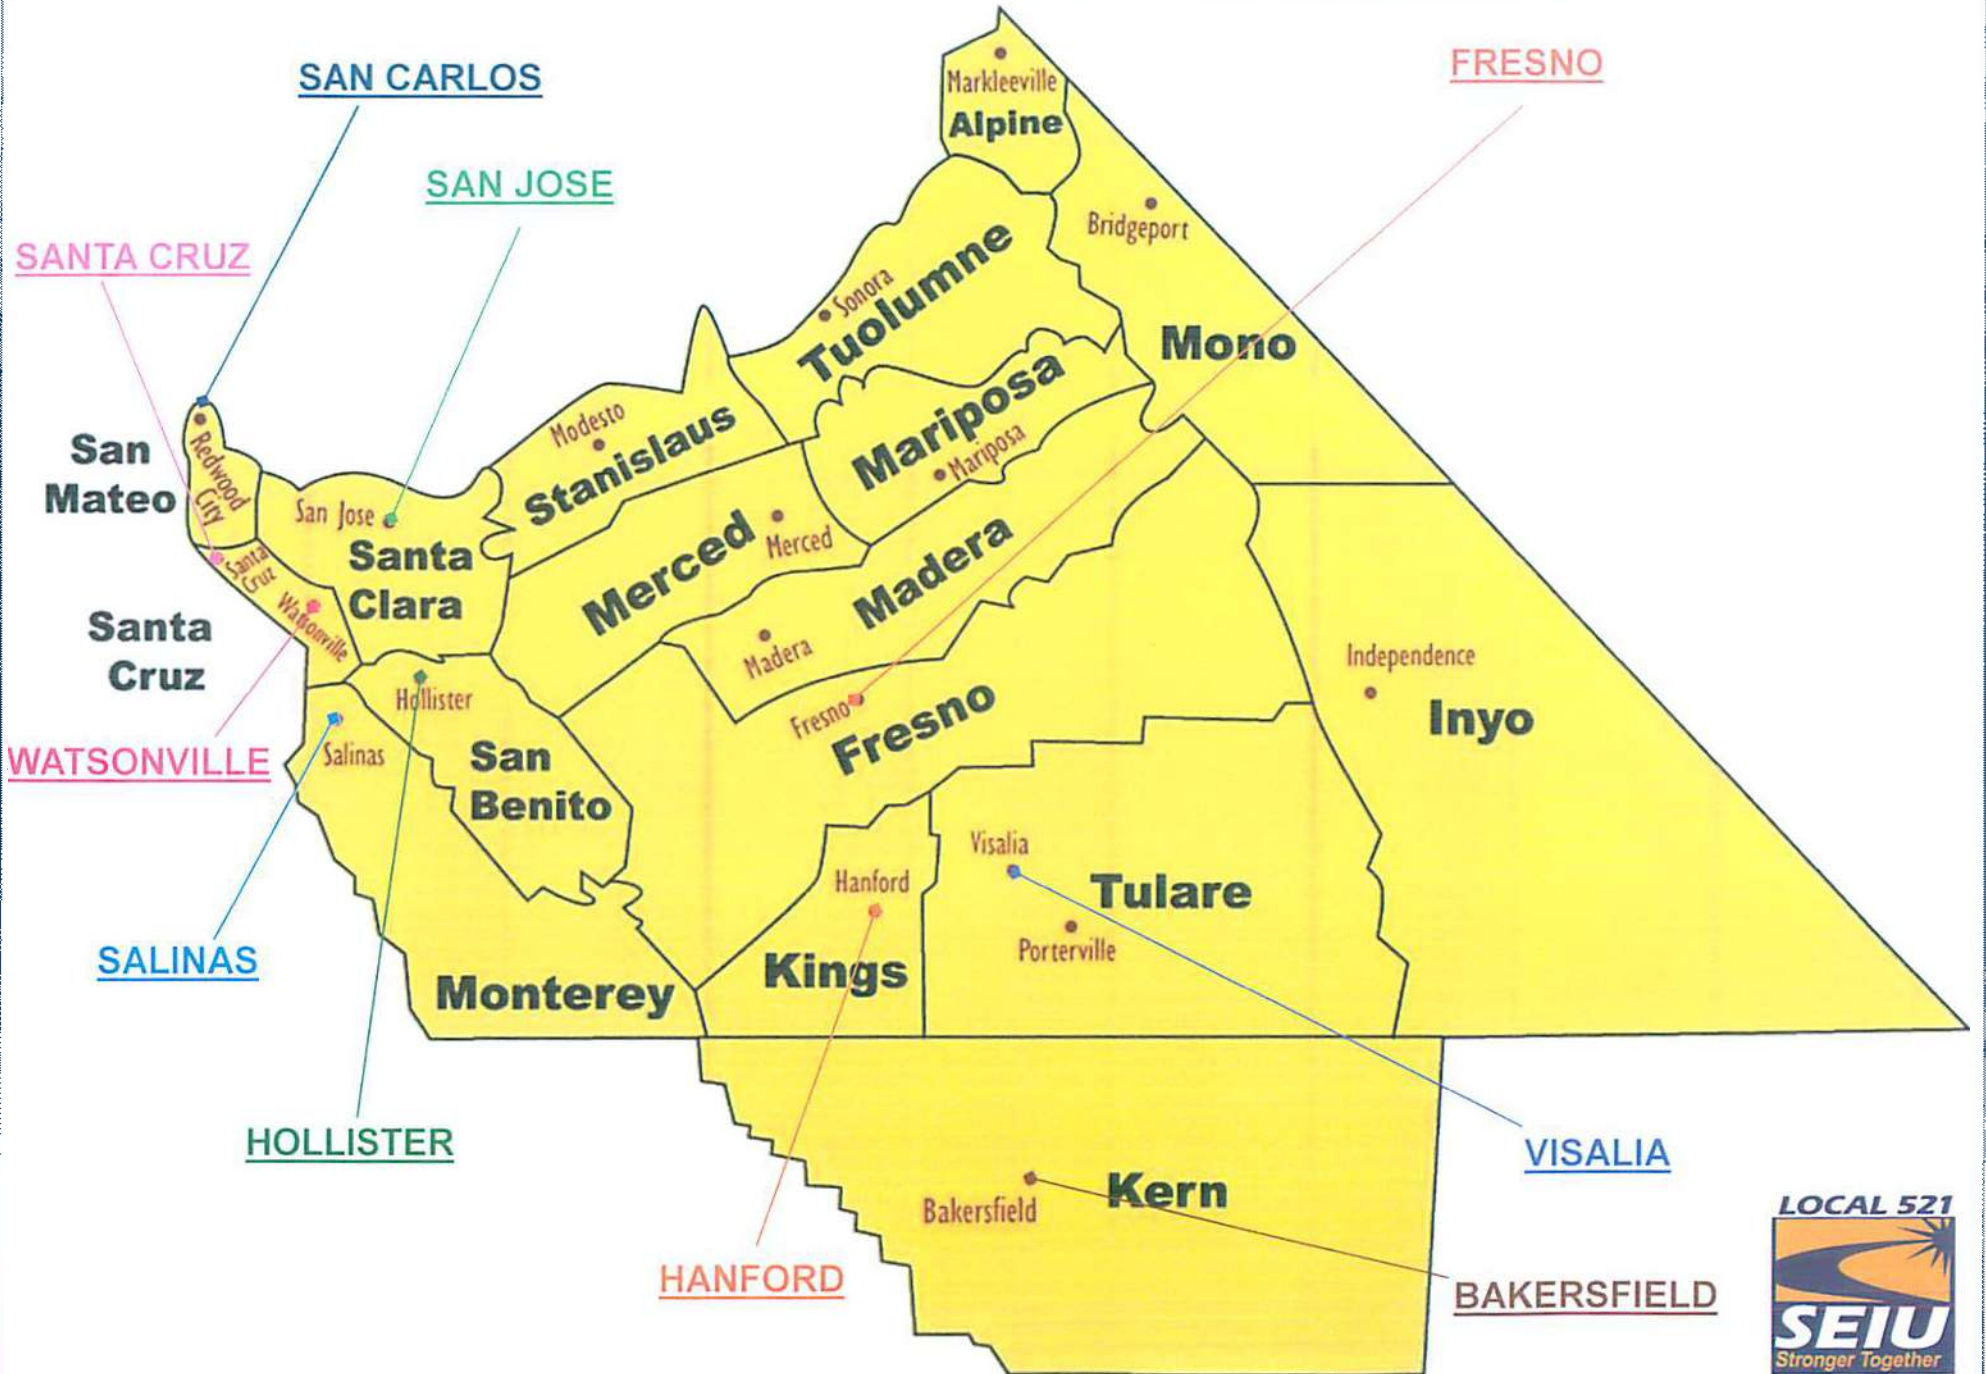 FRESNO
SAN CARLOS
Markleeville
Alpine
SAN JOSE
Bridgeport
SANTA CRUZ
Sonora
Tuolumne
Mono
Modesto
Stanislaus
Mariposa
Mariposa
San
Mateo
Redwood
City
San Jose
Santa
Clara
Merced
Merced
Madera
Madera
Santa
Cruz
Watsonville
Santa
Cruz
Independence
Inyo
Hollister
Fresno
Fresno
WATSONVILLE
Salinas
San
Benito
Visalia
Tulare
Hanford
Porterville
SALINAS
Kings
Monterey
HOLLISTER
VISALIA
Kern
Bakersfield
HANFORD
BAKERSFIELD
LOCAL 521
SEIU
Stronger Together